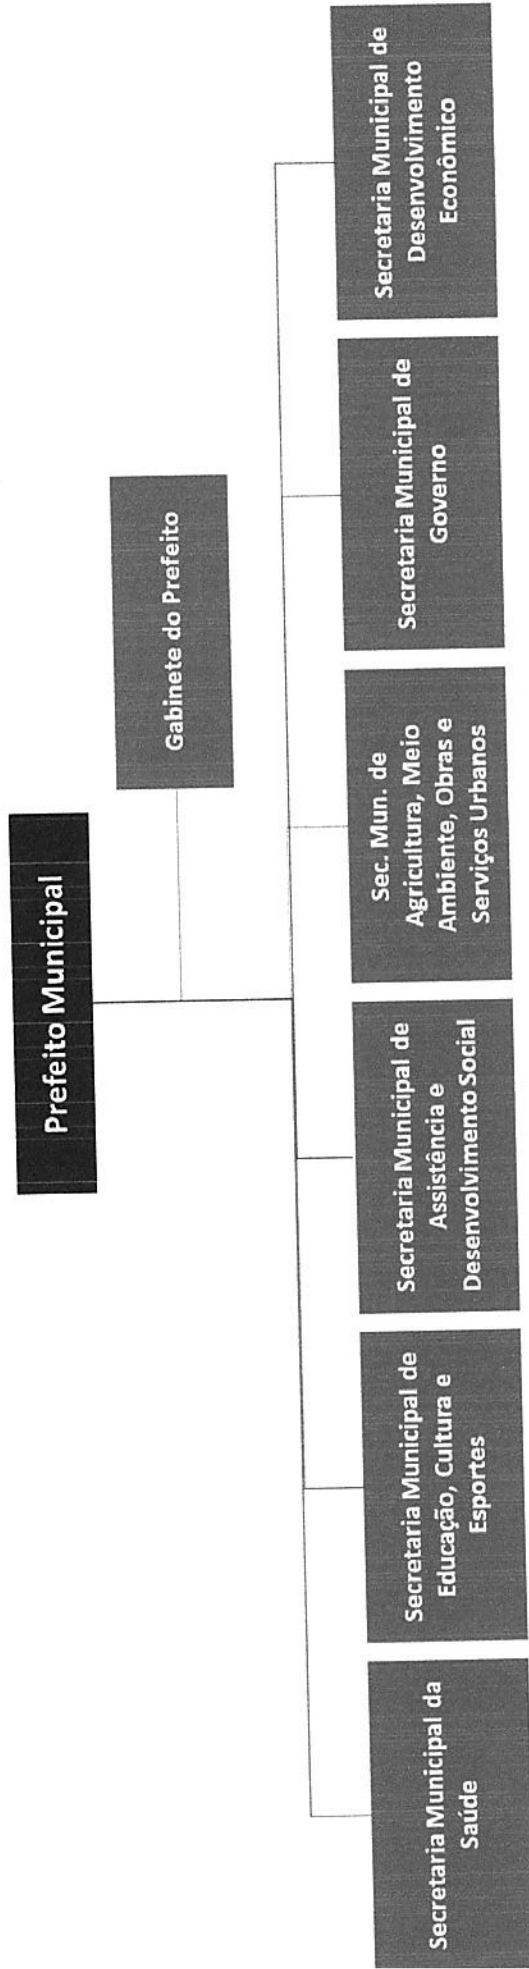 Prefeito Municipal
Gabinete do Prefeito
Secretaria Municipal da
Saúde
Secretaria Municipal de
Educação, Cultura e
Esportes
Secretaria Municipal de
Assistência e
Desenvolvimento Social
Sec. Mun. de
Agricultura, Meio
Ambiente, Obras e
Serviços Urbanos
Secretaria Municipal de
Governo
Secretaria Municipal de
Desenvolvimento
Econômico